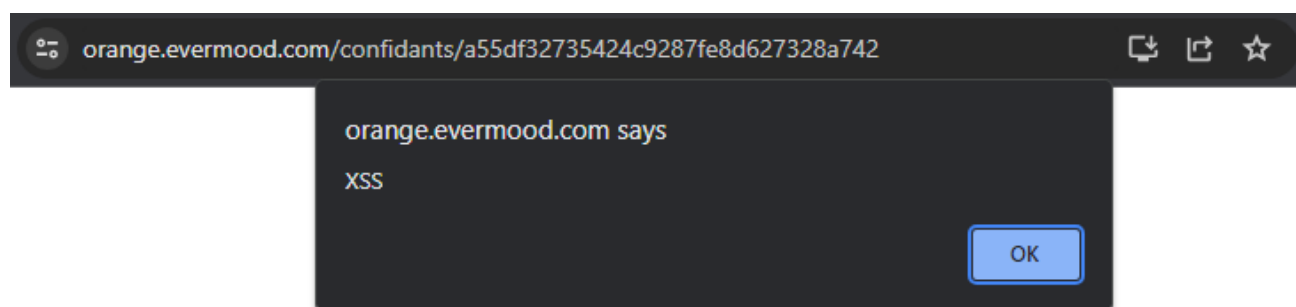 orange.evermood.com/confidants/a55df32735424c9287fe8d627328a742
orange.evermood.com says
XSS
OK